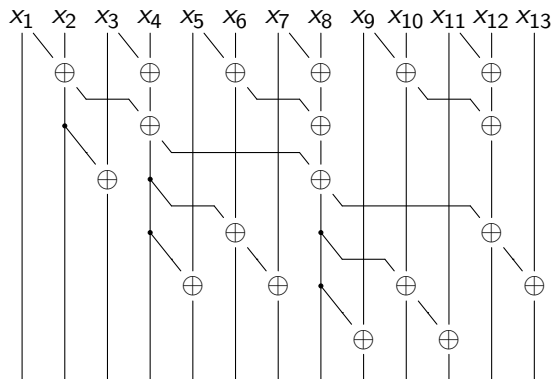 x₁ x₂ x₃ x₄ x₅ x₆ x₇ x₈ x₉ x₁₀ x₁₁ x₁₂ x₁₃